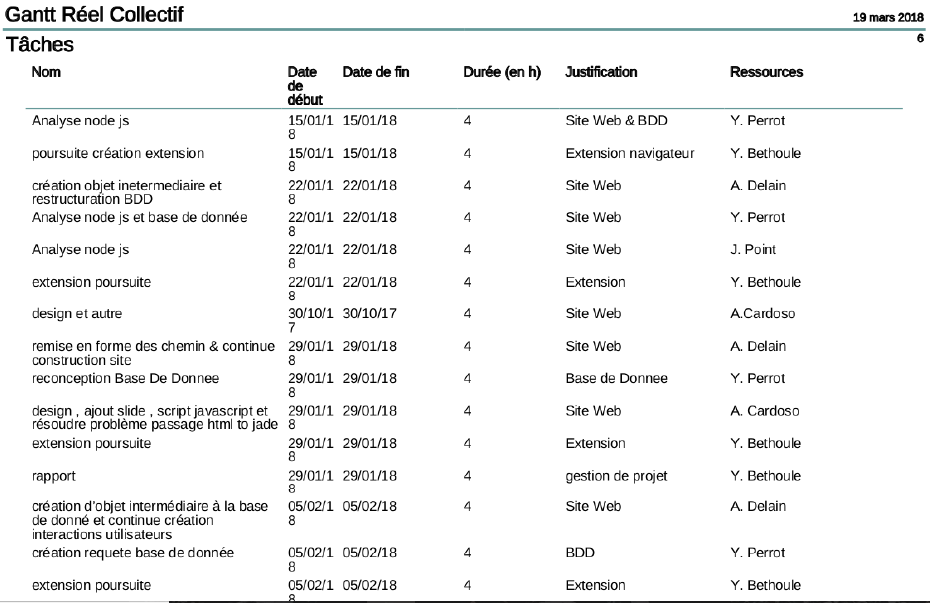 Gantt Réel Collectif
19 mars 2018
Tâches
6
Nom Date de début Date de fin Durée (en h) Justification Ressources
Analyse node js 15/01/18 15/01/18 4 Site Web & BDD Y. Perrot
poursuite création extension 15/01/18 15/01/18 4 Extension navigateur Y. Bethoule
création objet inetermediaire et restructuration BDD 22/01/18 22/01/18 4 Site Web A. Delain
Analyse node js et base de donnée 22/01/18 22/01/18 4 Site Web Y. Perrot
Analyse node js 22/01/18 22/01/18 4 Site Web J. Point
extension poursuite 22/01/18 22/01/18 4 Extension Y. Bethoule
design et autre 30/10/17 30/10/17 4 Site Web A.Cardoso
remise en forme des chemin & continue construction site 29/01/18 29/01/18 4 Site Web A. Delain
reconception Base De Donnee 29/01/18 29/01/18 4 Base de Donnee Y. Perrot
design , ajout slide , script javascript et résoudre problème passage html to jade 29/01/18 29/01/18 4 Site Web A. Cardoso
extension poursuite 29/01/18 29/01/18 4 Extension Y. Bethoule
rapport 29/01/18 29/01/18 4 gestion de projet Y. Bethoule
création d'objet intermédiaire à la base de donné et continue création interactions utilisateurs 05/02/18 05/02/18 4 Site Web A. Delain
création requete base de donnée 05/02/18 05/02/18 4 BDD Y. Perrot
extension poursuite 05/02/18 05/02/18 4 Extension Y. Bethoule